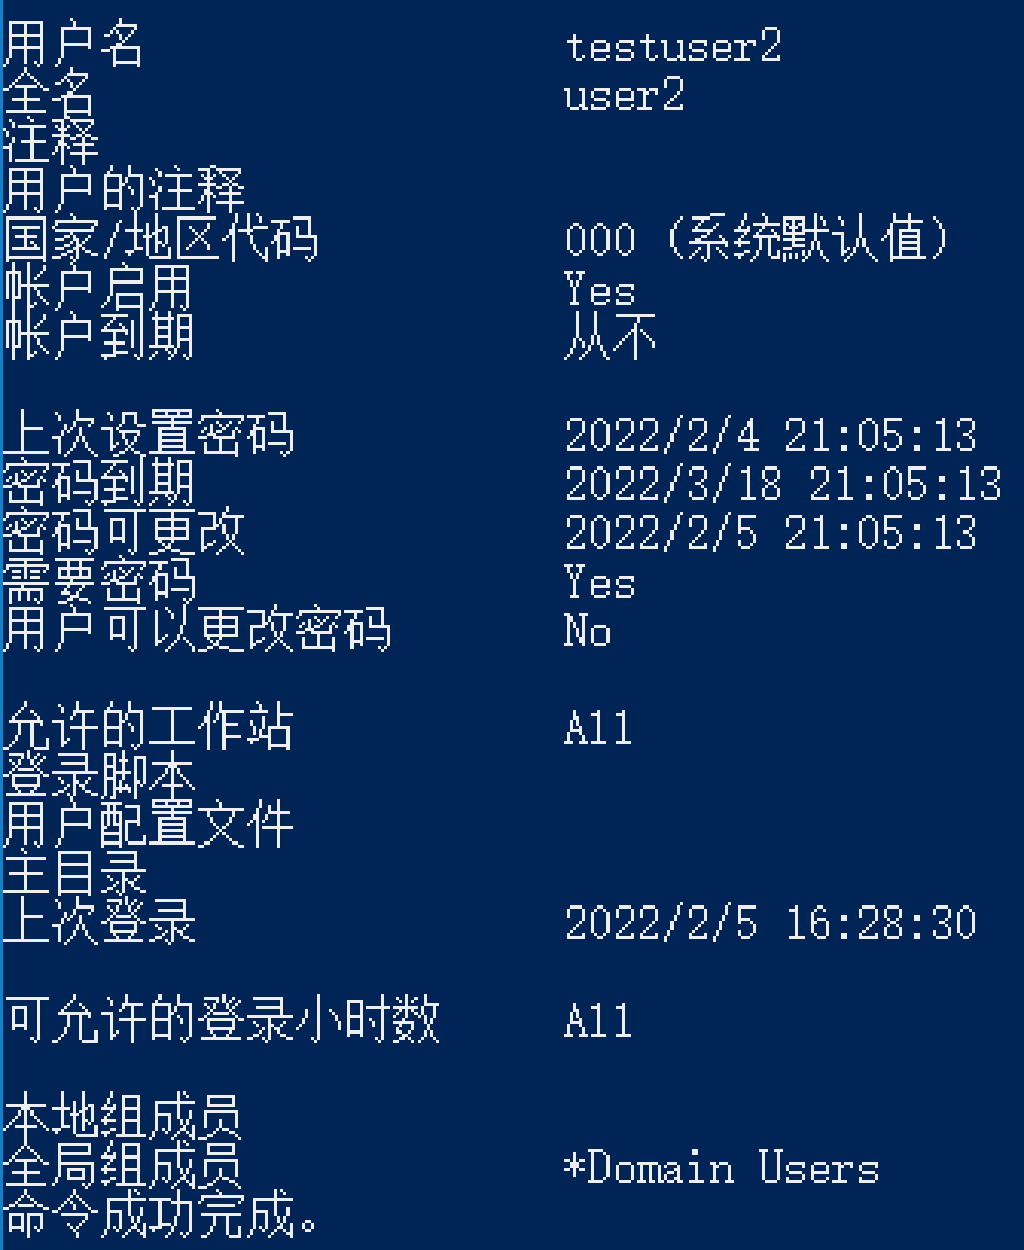 用户名 testuser2
全名 user2
注释
用户的注释
国家/地区代码 000 (系统默认值)
帐户启用 Yes
帐户到期 从不
上次设置密码 2022/2/4 21:05:13
密码到期 2022/3/18 21:05:13
密码可更改 2022/2/5 21:05:13
需要密码 Yes
用户可以更改密码 No
允许的工作站 All
登录脚本
用户配置文件
主目录
上次登录 2022/2/5 16:28:30
可允许的登录小时数 All
本地组成员
全局组成员 *Domain Users
命令成功完成。